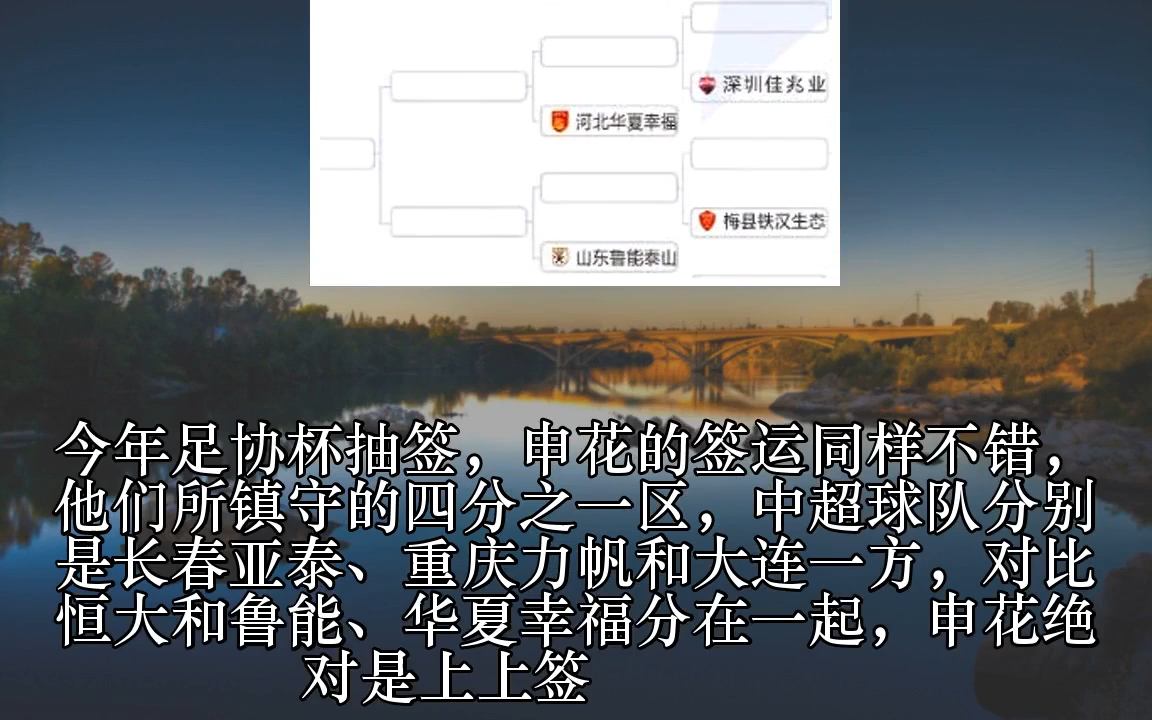 深圳佳兆业
河北华夏幸福
梅县铁汉生态
山东鲁能泰山
今年足协杯抽签，申花的签运同样不错，
他们所镇守的四分之一区，中超球队分别
是长春亚泰、重庆力帆和大连一方，对比
恒大和鲁能、华夏幸福分在一起，申花绝
对是上上签